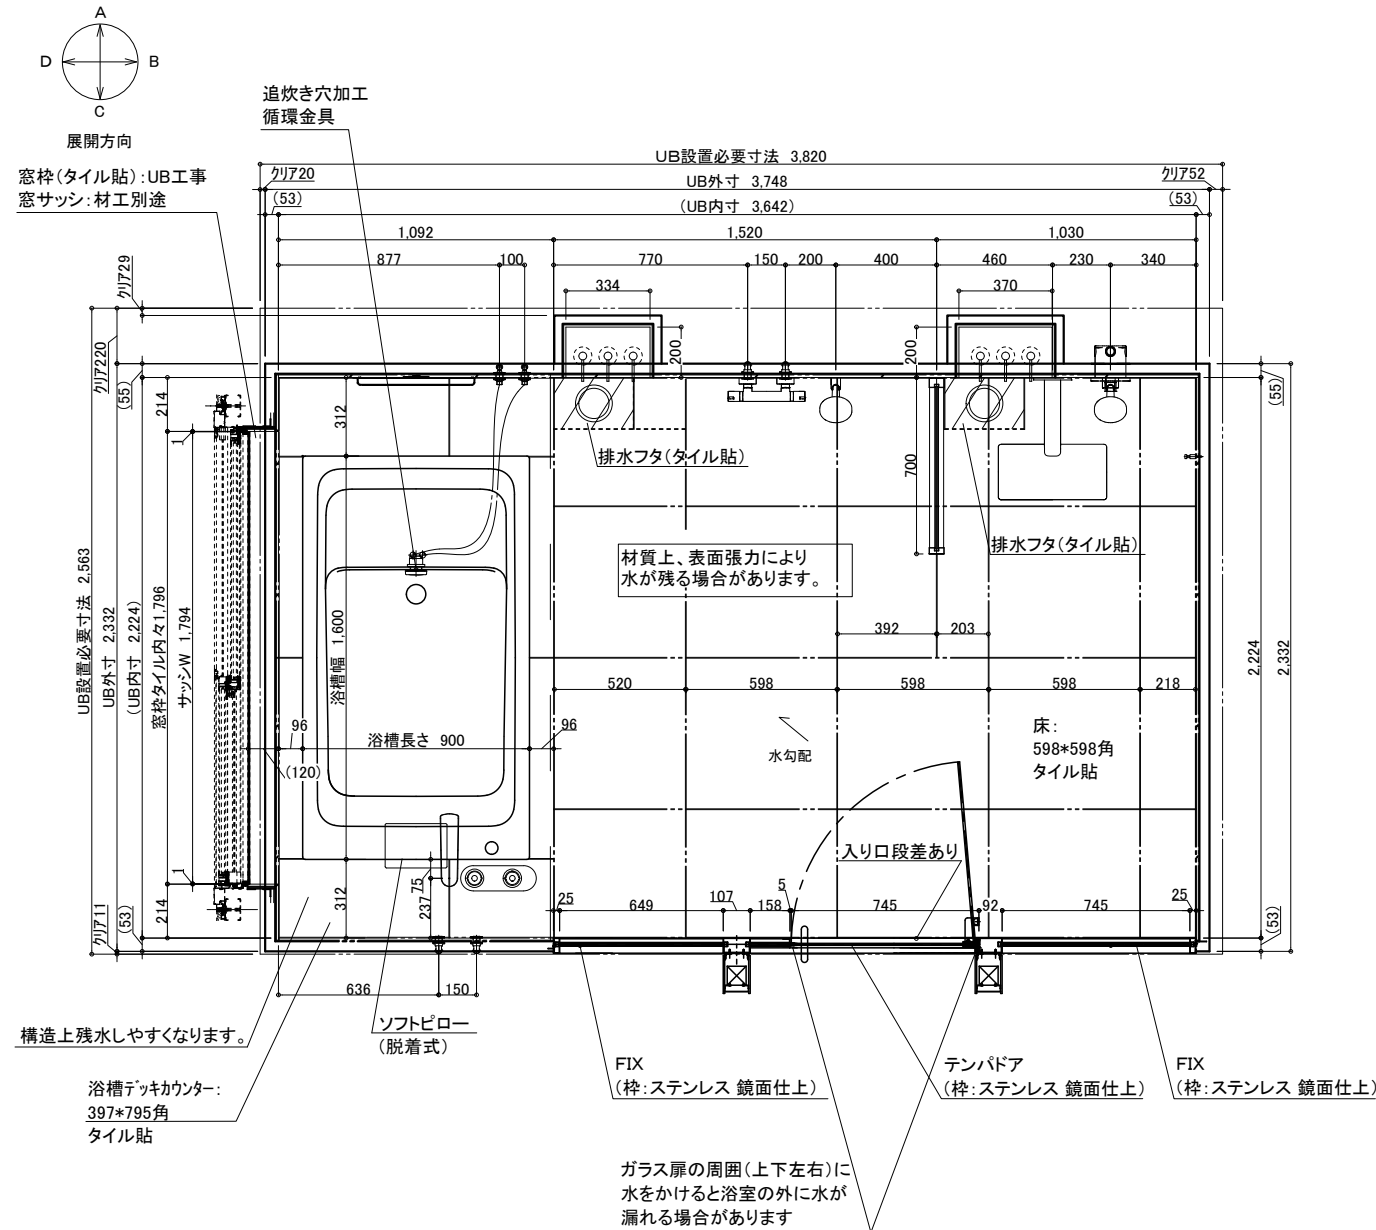 A
D
B
C
展開方向
追炊き穴加工
循環金具
窓枠(タイル貼):UB工事
窓サッシ:材工別途
UB設置必要寸法 3,820
クリア20
UB外寸 3,748
クリア52
(53)
(UB内寸 3,642)
(53)
1,092
1,520
1,030
877
100
770
150
200
400
460
230
340
クリア29
334
370
クリア220
200
200
(55)
(55)
214
312
1
排水フタ(タイル貼)
700
排水フタ(タイル貼)
材質上、表面張力により
水が残る場合があります。
UB設置必要寸法 2,563
UB外寸 2,332
(UB内寸 2,224)
窓枠タイル内々1,796
サッシW 1,794
浴槽幅 1,600
392
203
2,224
2,332
520
598
598
598
218
96
浴槽長さ 900
96
(120)
水勾配
床:
598*598角
タイル貼
入り口段差あり
1
75
237
312
214
クリア11
(53)
25
649
107
158
5
745
92
745
25
(53)
636
150
構造上残水しやすくなります。
ソフトピロー
(脱着式)
FIX
(枠:ステンレス 鏡面仕上)
テンパドア
(枠:ステンレス 鏡面仕上)
FIX
(枠:ステンレス 鏡面仕上)
浴槽デッキカウンター:
397*795角
タイル貼
ガラス扉の周囲(上下左右)に
水をかけると浴室の外に水が
漏れる場合があります